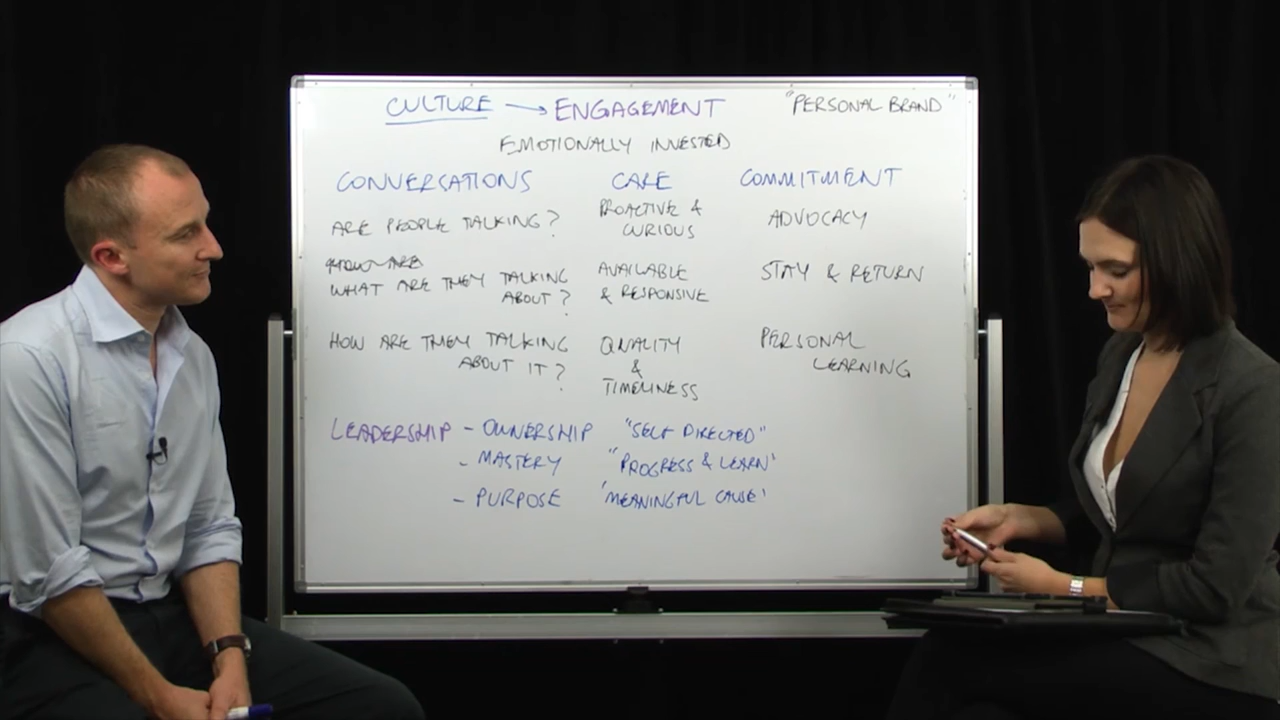 CULTURE → ENGAGEMENT "PERSONAL BRAND"
EMOTIONALLY INVESTED
CONVERSATIONS CARE COMMITMENT
ARE PEOPLE TALKING? PROACTIVE & CURIOUS ADVOCACY
HOW ARE
WHAT ARE THEY TALKING ABOUT? AVAILABLE & RESPONSIVE STAY & RETURN
HOW ARE THEY TALKING ABOUT IT? QUALITY & TIMELINESS PERSONAL LEARNING
LEADERSHIP - OWNERSHIP "SELF DIRECTED"
- MASTERY "PROGRESS & LEARN'
- PURPOSE 'MEANINGFUL CAUSE'